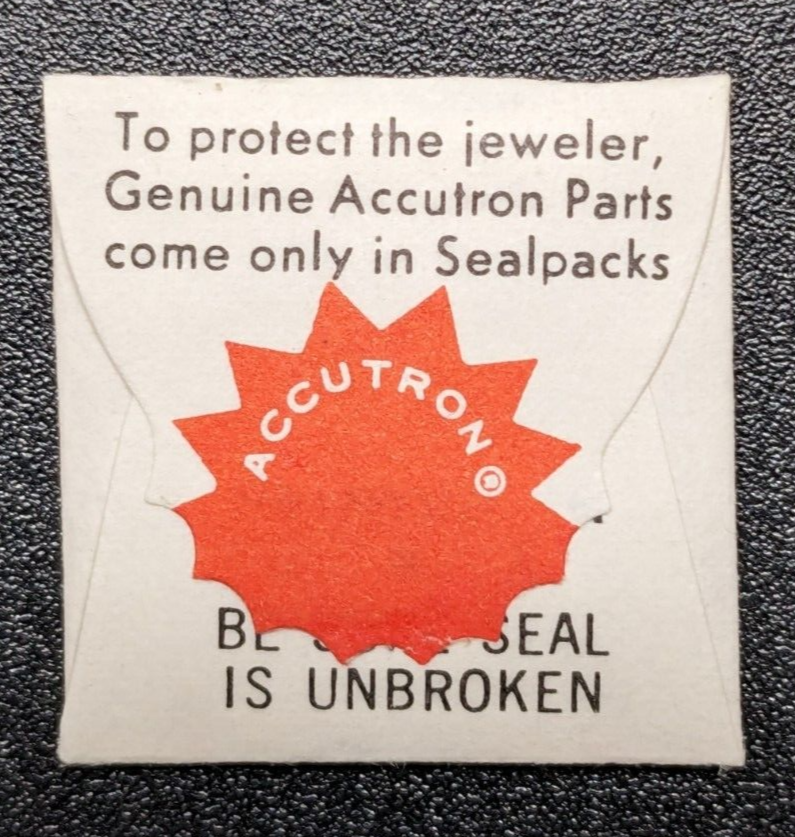 To protect the jeweler,
Genuine Accutron Parts
come only in Sealpacks
ACCUTRON®
SEAL
IS UNBROKEN